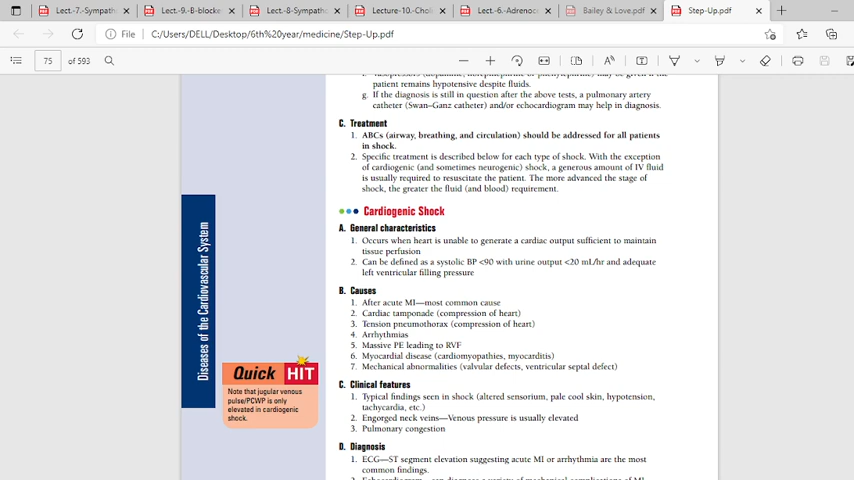 Lect.-7.-Sympath
Lect.-9.-B-blocke
Lect.-8-Sympatho
Lecture-10.-Choli
Lect.-6.-Adrenoc
Bailey & Love.pdf
Step-Up.pdf
File
C:/Users/DELL/Desktop/6th%20year/medicine/Step-Up.pdf
75 of 593
patient remains hypotensive despite fluids.
g. If the diagnosis is still in question after the above tests, a pulmonary artery
catheter (Swan–Ganz catheter) and/or echocardiogram may help in diagnosis.
C. Treatment
1. ABCs (airway, breathing, and circulation) should be addressed for all patients
in shock.
2. Specific treatment is described below for each type of shock. With the exception
of cardiogenic (and sometimes neurogenic) shock, a generous amount of IV fluid
is usually required to resuscitate the patient. The more advanced the stage of
shock, the greater the fluid (and blood) requirement.
Cardiogenic Shock
A. General characteristics
1. Occurs when heart is unable to generate a cardiac output sufficient to maintain
tissue perfusion
2. Can be defined as a systolic BP <90 with urine output <20 mL/hr and adequate
left ventricular filling pressure
B. Causes
1. After acute MI—most common cause
2. Cardiac tamponade (compression of heart)
3. Tension pneumothorax (compression of heart)
4. Arrhythmias
5. Massive PE leading to RVF
6. Myocardial disease (cardiomyopathies, myocarditis)
7. Mechanical abnormalities (valvular defects, ventricular septal defect)
C. Clinical features
1. Typical findings seen in shock (altered sensorium, pale cool skin, hypotension,
tachycardia, etc.)
2. Engorged neck veins—Venous pressure is usually elevated
3. Pulmonary congestion
D. Diagnosis
1. ECG—ST segment elevation suggesting acute MI or arrhythmia are the most
common findings.
Diseases of the Cardiovascular System
Quick HIT
Note that jugular venous
pulse/PCWP is only
elevated in cardiogenic
shock.